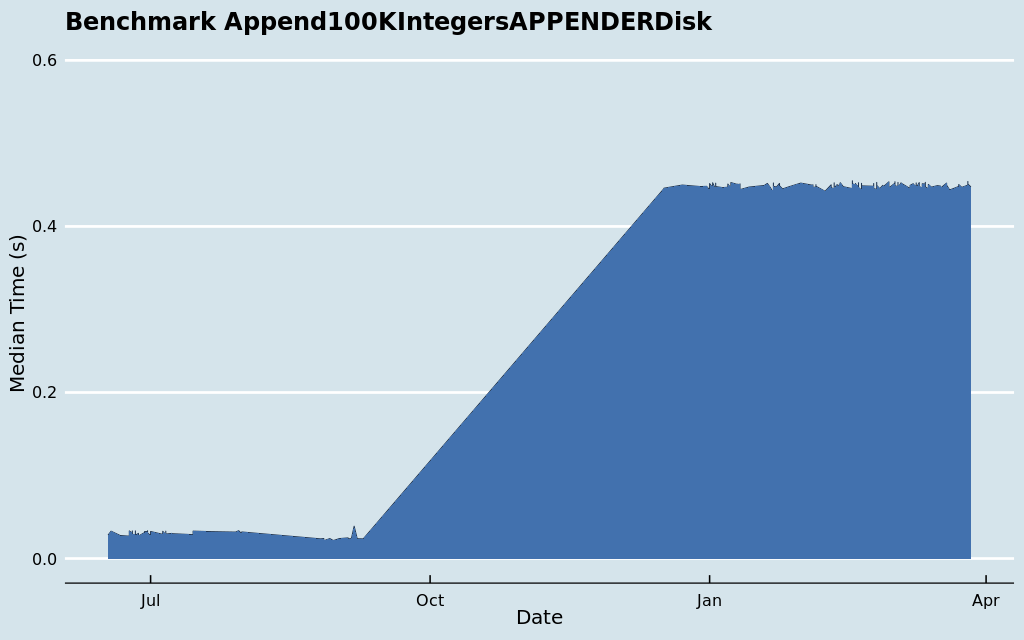 Benchmark Append100KIntegersAPPENDERDisk
0.6
0.4
0.2
0.0
Median Time (s)
Jul
Oct
Jan
Apr
Date